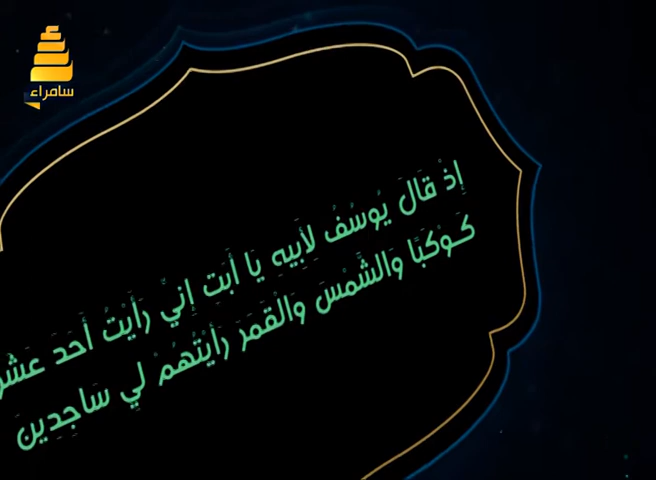 سامراء
إِذْ قَالَ يُوسُفُ لِأَبِيهِ يَا أَبَتِ إِنِّي رَأَيْتُ أَحَدَ عَشَرَ
كَوْكَبًا وَالشَّمْسَ وَالْقَمَرَ رَأَيْتُهُمْ لِي سَاجِدِينَ